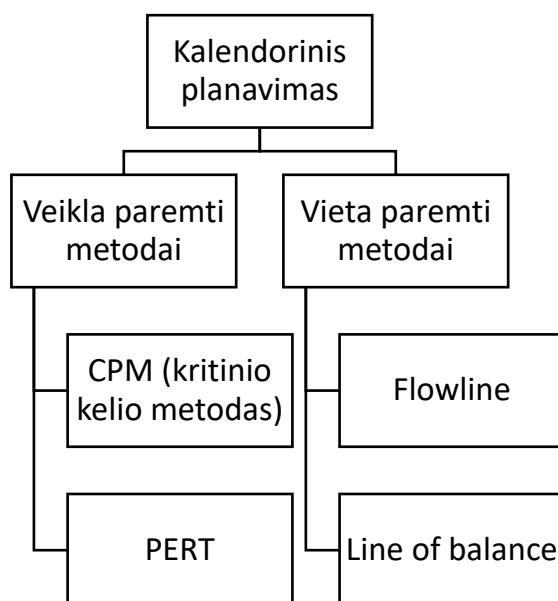 Kalendorinis
planavimas
Veikla paremti
metodai
Vieta paremti
metodai
CPM (kritinio
kelio metodas)
Flowline
PERT
Line of balance